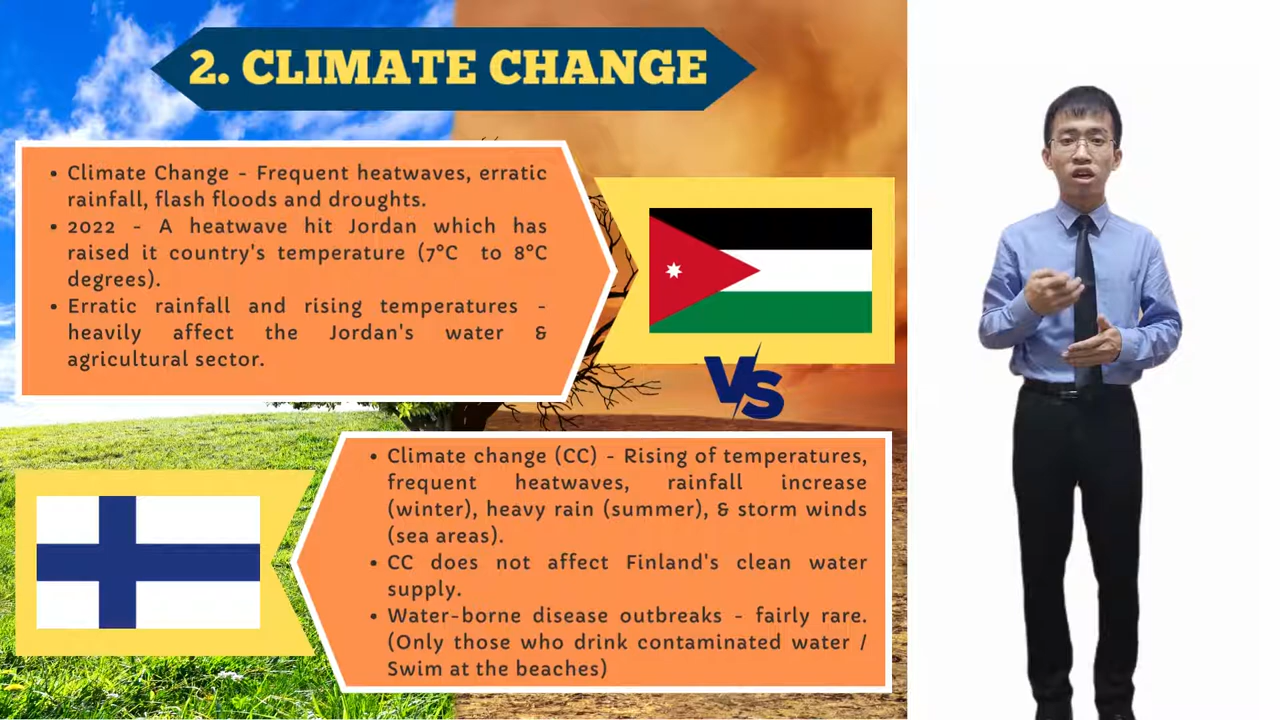 2. CLIMATE CHANGE
• Climate Change - Frequent heatwaves, erratic
rainfall, flash floods and droughts.
• 2022 - A heatwave hit Jordan which has
raised it country's temperature (7°C to 8°C
degrees).
• Erratic rainfall and rising temperatures -
heavily affect the Jordan's water &
agricultural sector.
VS
• Climate change (CC) - Rising of temperatures,
frequent heatwaves, rainfall increase
(winter), heavy rain (summer), & storm winds
(sea areas).
• CC does not affect Finland's clean water
supply.
• Water-borne disease outbreaks - fairly rare.
(Only those who drink contaminated water /
Swim at the beaches)